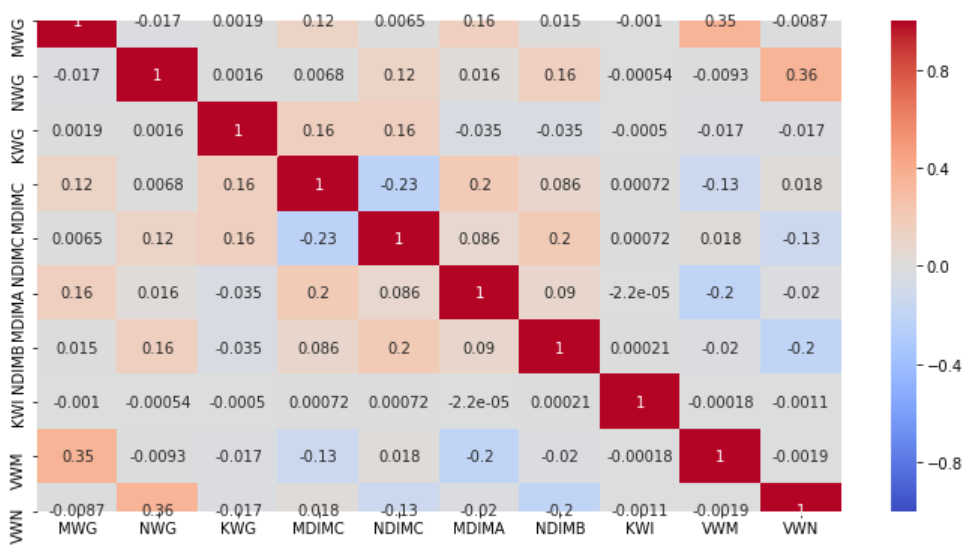 MWG 1 -0.017 0.0019 0.12 0.0065 0.16 0.015 -0.001 0.35 -0.0087
NWG -0.017 1 0.0016 0.0068 0.12 0.016 0.16 -0.00054 -0.0093 0.36
KWG 0.0019 0.0016 1 0.16 0.16 -0.035 -0.035 -0.0005 -0.017 -0.017
MDIMC 0.12 0.0068 0.16 1 -0.23 0.2 0.086 0.00072 -0.13 0.018
NDIMC 0.0065 0.12 0.16 -0.23 1 0.086 0.2 0.00072 0.018 -0.13
MDIMA 0.16 0.016 -0.035 0.2 0.086 1 0.09 -2.2e-05 -0.2 -0.02
NDIMB 0.015 0.16 -0.035 0.086 0.2 0.09 1 0.00021 -0.02 -0.2
KWI -0.001 -0.00054 -0.0005 0.00072 0.00072 -2.2e-05 0.00021 1 -0.00018 -0.0011
VWM 0.35 -0.0093 -0.017 -0.13 0.018 -0.2 -0.02 -0.00018 1 -0.0019
VWN -0.0087 0.36 -0.017 0.018 -0.13 -0.02 -0.2 -0.0011 -0.0019 1
MWG NWG KWG MDIMC NDIMC MDIMA NDIMB KWI VWM VWN
0.8
0.4
0.0
−0.4
−0.8